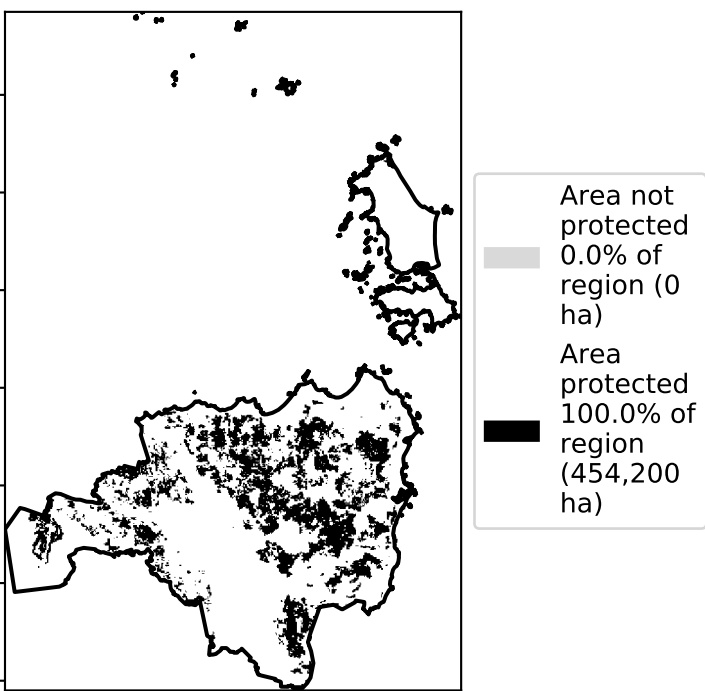 Area not
protected
0.0% of
region (0
ha)
Area
protected
100.0% of
region
(454,200
ha)